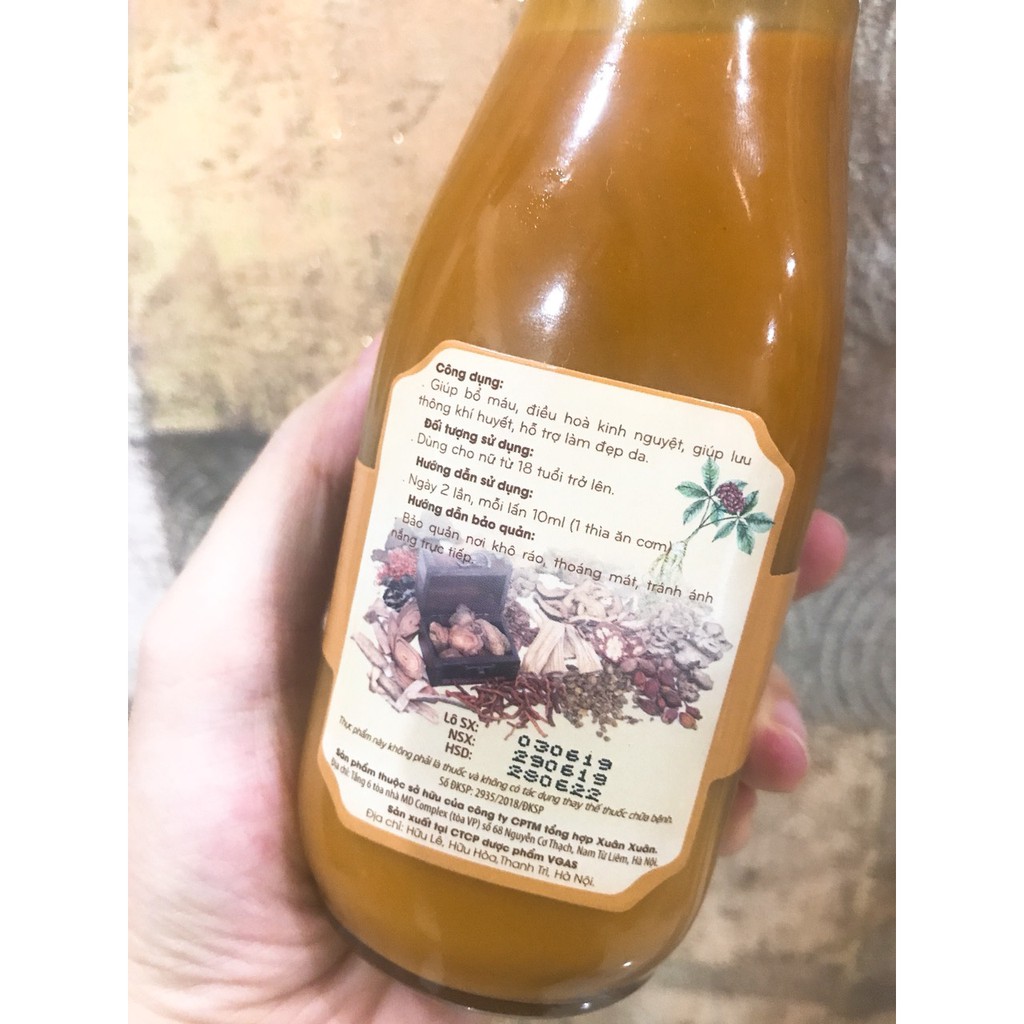 Công dụng:
. Giúp bổ máu, điều hoà kinh nguyệt, giúp lưu
thông khí huyết, hỗ trợ làm đẹp da.
Đối tượng sử dụng:
. Dùng cho nữ từ 18 tuổi trở lên.
Hướng dẫn sử dụng:
. Ngày 2 lần, mỗi lần 10ml (1 thìa ăn cơm)
Hướng dẫn bảo quản:
. Bảo quản nơi khô ráo, thoáng mát, tránh ánh
nắng trực tiếp.
Lô SX: 030619
NSX: 290619
HSD: 280622
Thực phẩm này không phải là thuốc và không có tác dụng thay thế thuốc chữa bệnh.
Số ĐKSP: 2935/2018/ĐKSP
Sản phẩm thuộc sở hữu của công ty CPTM tổng hợp Xuân Xuân.
Địa chỉ: Tầng 6 tòa nhà MD Complex (tòa VP) số 68 Nguyễn Cơ Thạch, Nam Từ Liêm, Hà Nội.
Sản xuất tại CTCP dược phẩm VGAS
Địa chỉ: Hữu Lê, Hữu Hòa, Thanh Trì, Hà Nội.